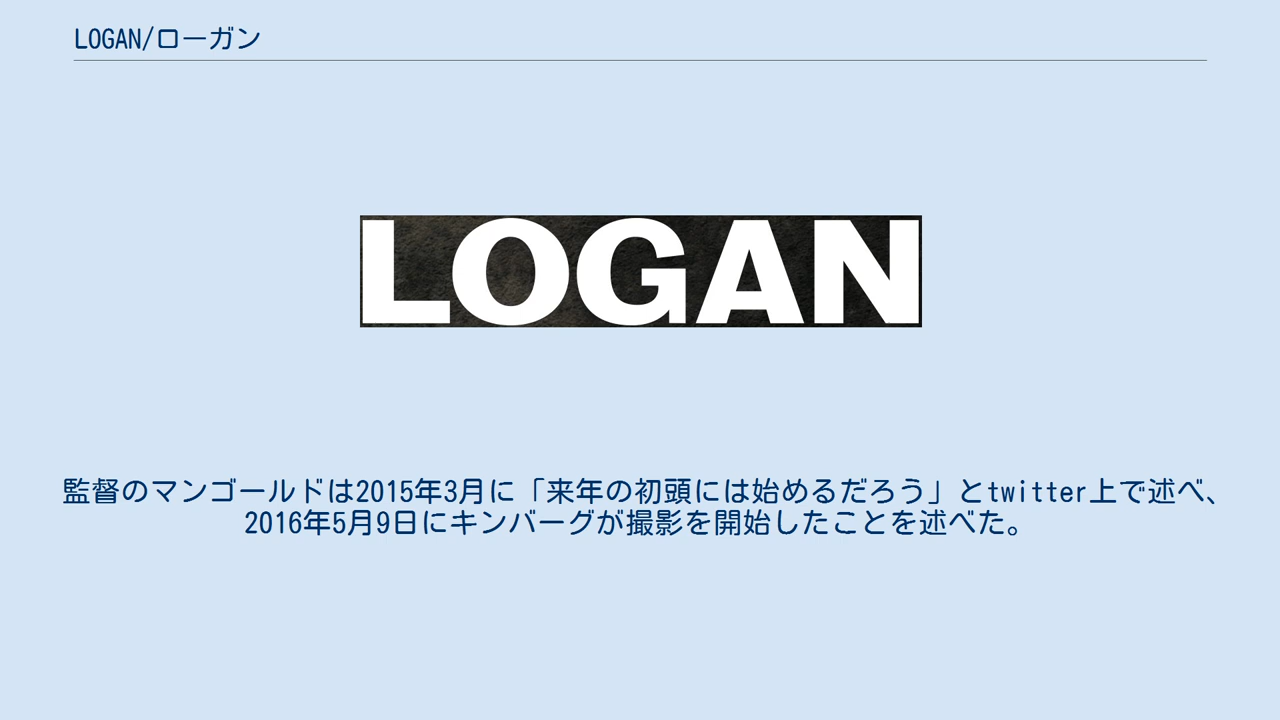 LOGAN/ローガン
LOGAN
監督のマンゴールドは2015年3月に「来年の初頭には始めるだろう」とtwitter上で述べ、
2016年5月9日にキンバーグが撮影を開始したことを述べた。